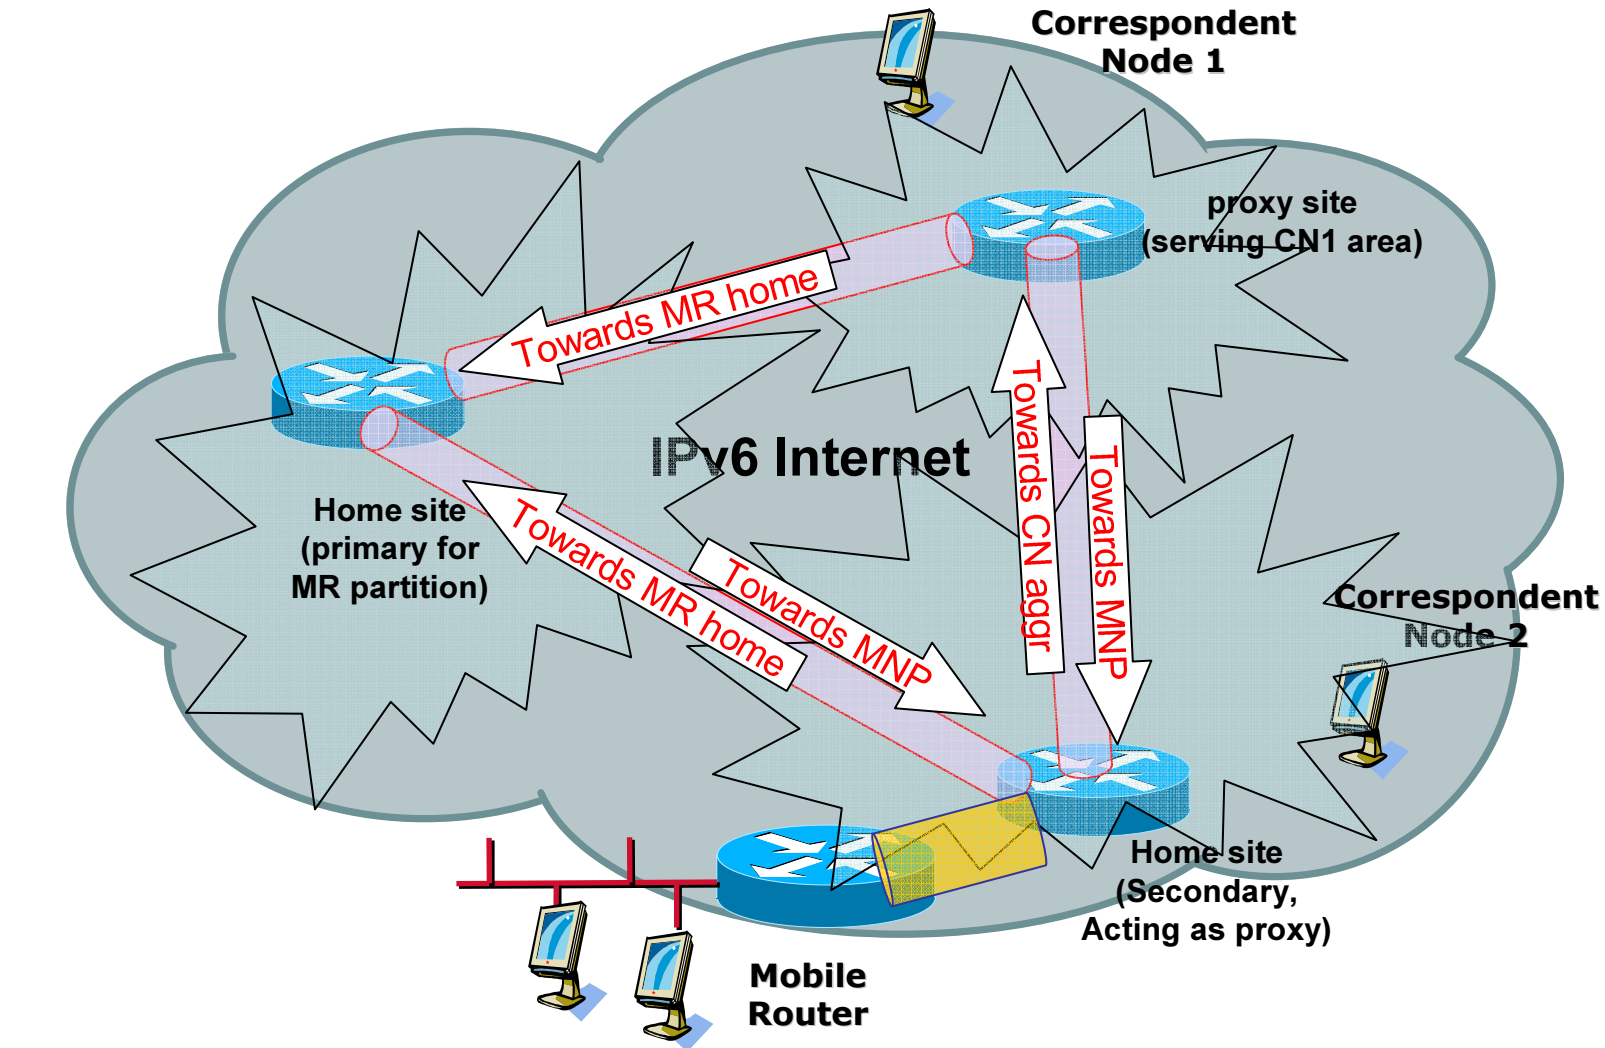 Correspondent
Node 1
proxy site
(serving CN1 area)
Towards MR home
IPv6 Internet
Towards CN aggr
Towards MNP
Home site
(primary for
MR partition)
Towards MR home
Towards MNP
Correspondent
Node 2
Home site
(Secondary,
Acting as proxy)
Mobile
Router